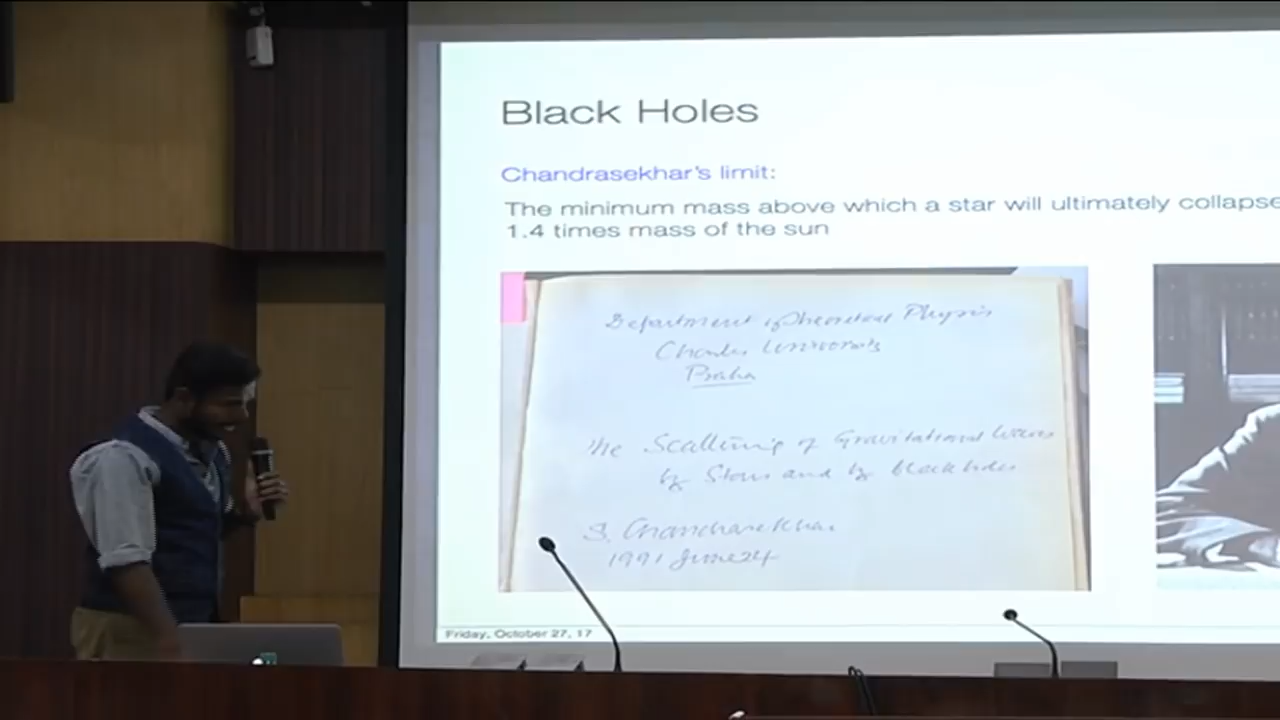 Black Holes
Chandrasekhar's limit:
The minimum mass above which a star will ultimately collapse
1.4 times mass of the sun
Department of Theoretical Physics
Charles University
Praha
The Scattering of Gravitational Waves
by Stars and by black holes
S. Chandrasekhar
1991 June 24
Friday, October 27, 17